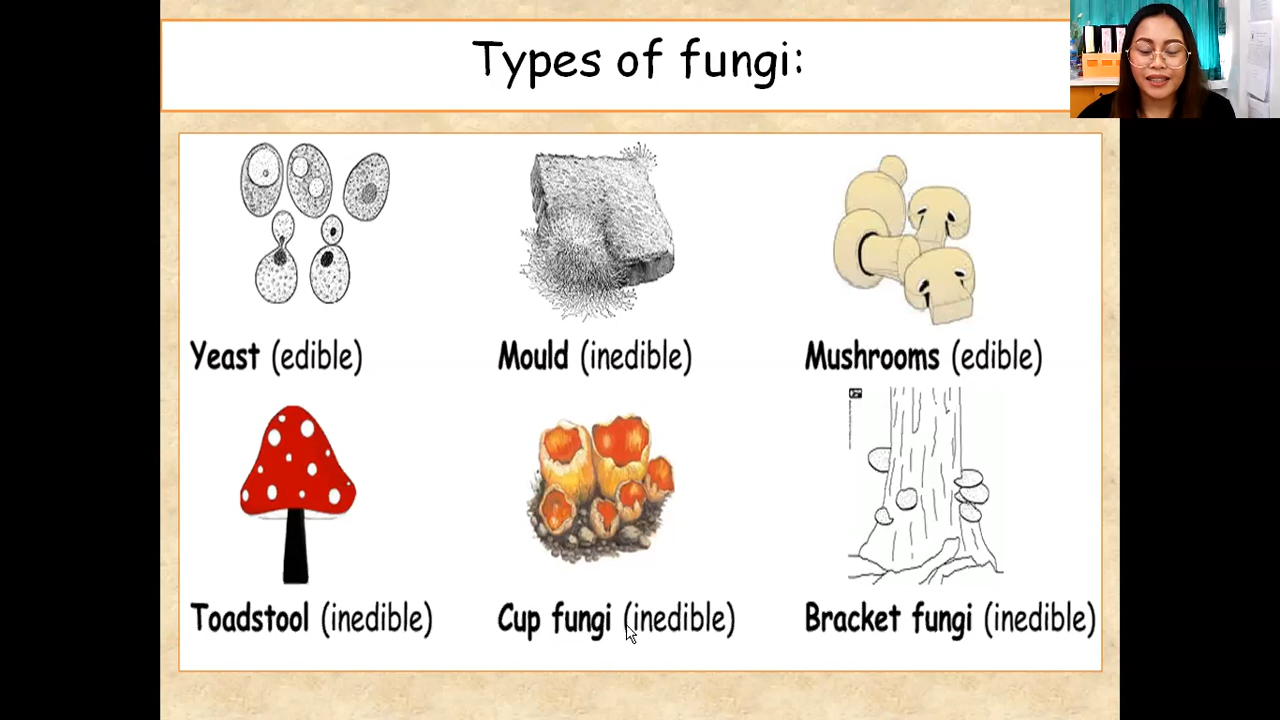 Types of fungi:
Yeast (edible)
Mould (inedible)
Mushrooms (edible)
Toadstool (inedible)
Cup fungi (inedible)
Bracket fungi (inedible)